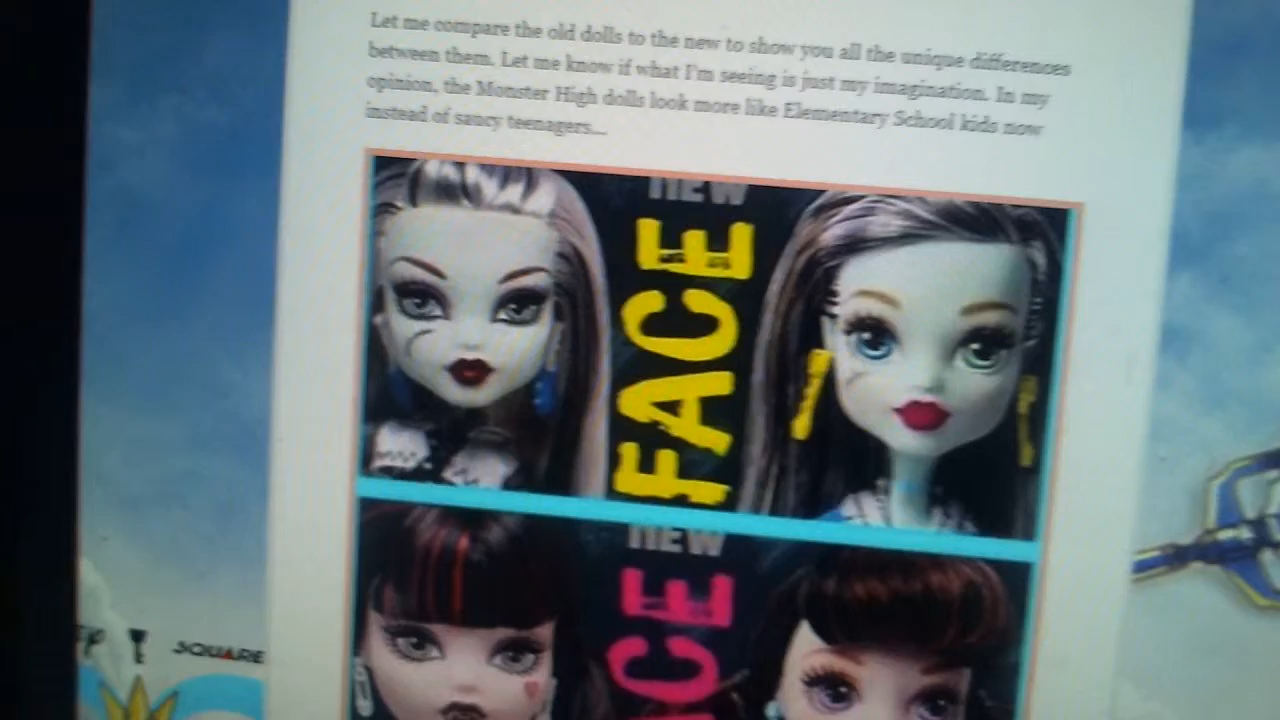 Let me compare the old dolls to the new to show you all the unique differences
between them. Let me know if what I'm seeing is just my imagination. In my
opinion, the Monster High dolls look more like Elementary School kids now
instead of saucy teenagers...
NEW
FACE
NEW
SQUARE